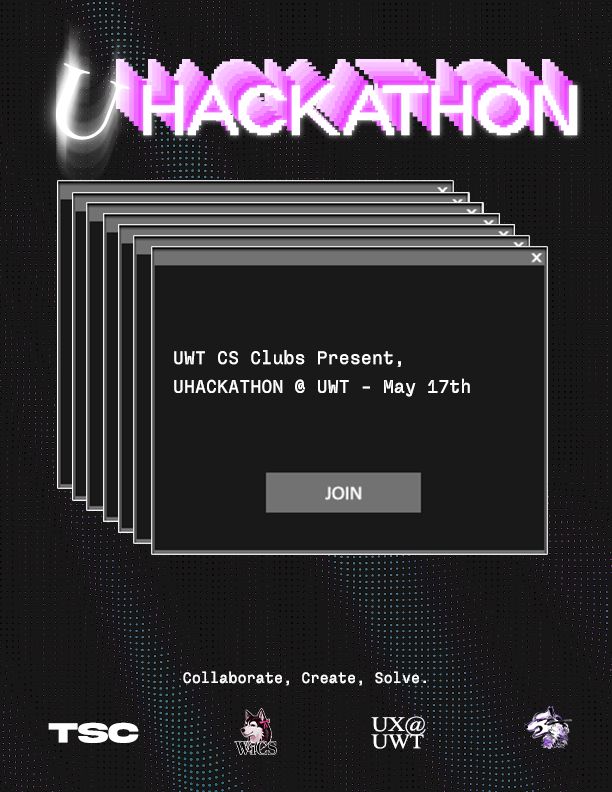 UHACKATHON
UWT CS Clubs Present,
UHACKATHON @ UWT - May 17th
JOIN
Collaborate, Create, Solve.
TSC
WiCS
UX@
UWT